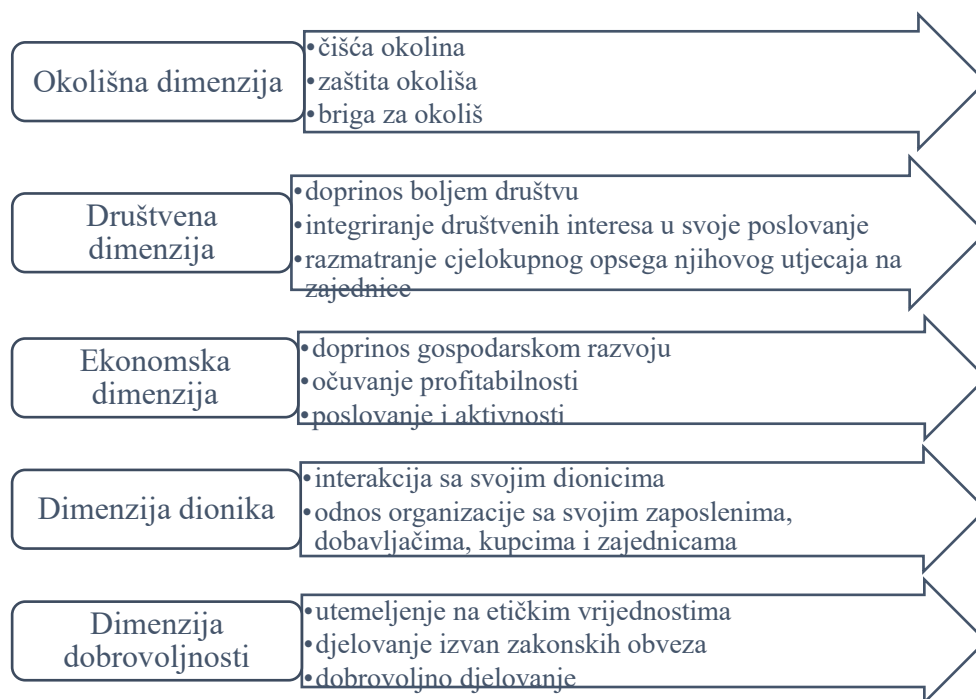 Okolišna dimenzija
•čišća okolina
•zaštita okoliša
•briga za okoliš
Društvena
dimenzija
•doprinos boljem društvu
•integriranje društvenih interesa u svoje poslovanje
•razmatranje cjelokupnog opsega njihovog utjecaja na
zajednice
Ekonomska
dimenzija
•doprinos gospodarskom razvoju
•očuvanje profitabilnosti
•poslovanje i aktivnosti
Dimenzija dionika
•interakcija sa svojim dionicima
•odnos organizacije sa svojim zaposlenima,
dobavljačima, kupcima i zajednicama
Dimenzija
dobrovoljnosti
•utemeljenje na etičkim vrijednostima
•djelovanje izvan zakonskih obveza
•dobrovoljno djelovanje